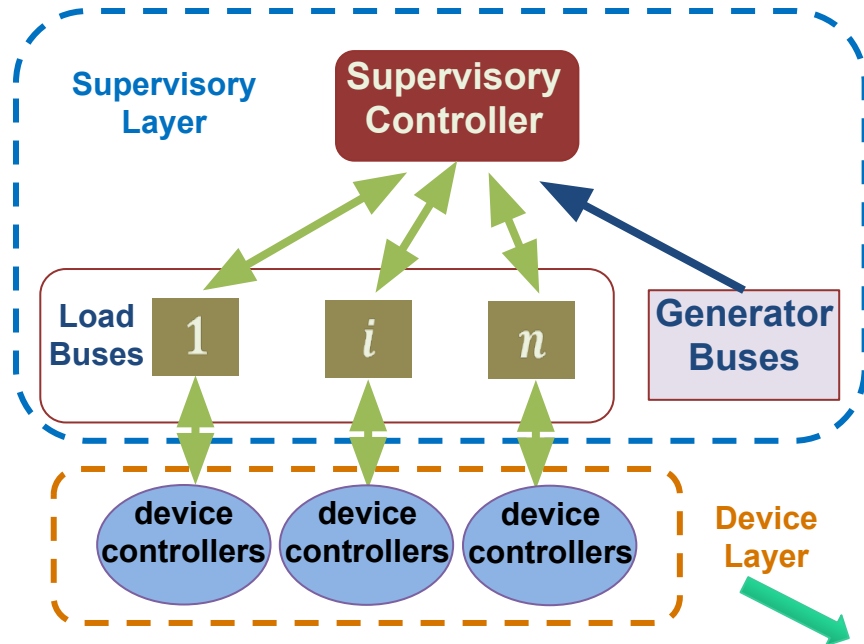 Supervisory
Layer
Supervisory
Controller
Load
Buses
1
i
n
Generator
Buses
device
controllers
device
controllers
device
controllers
Device
Layer